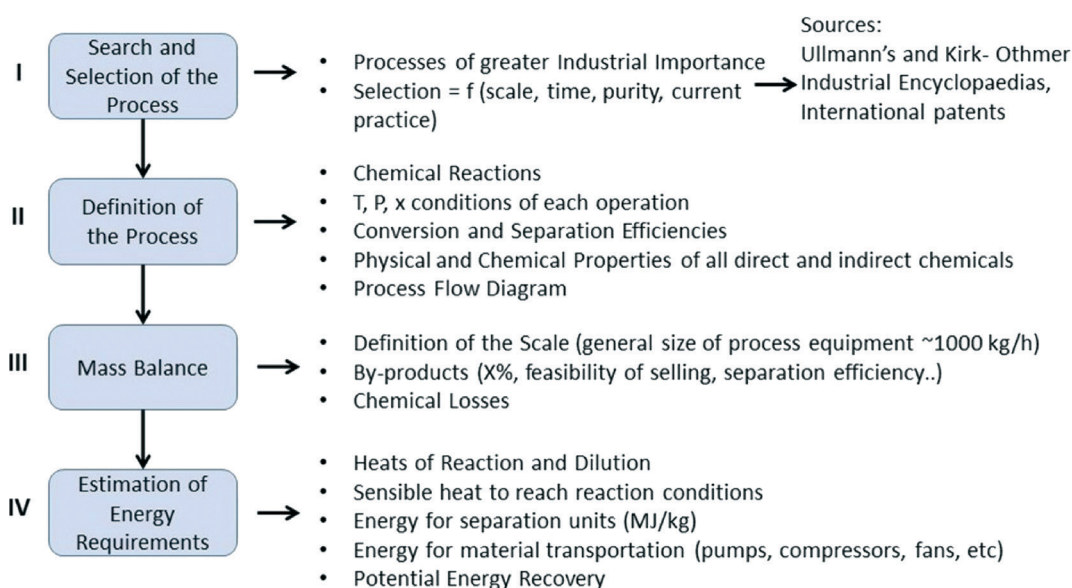 I
Search and
Selection of the
Process
• Processes of greater Industrial Importance
• Selection = f (scale, time, purity, current
practice)
Sources:
Ullmann's and Kirk- Othmer
Industrial Encyclopaedias,
International patents
II
Definition of
the Process
• Chemical Reactions
• T, P, x conditions of each operation
• Conversion and Separation Efficiencies
• Physical and Chemical Properties of all direct and indirect chemicals
• Process Flow Diagram
III
Mass Balance
• Definition of the Scale (general size of process equipment ~1000 kg/h)
• By-products (X%, feasibility of selling, separation efficiency..)
• Chemical Losses
IV
Estimation of
Energy
Requirements
• Heats of Reaction and Dilution
• Sensible heat to reach reaction conditions
• Energy for separation units (MJ/kg)
• Energy for material transportation (pumps, compressors, fans, etc)
• Potential Energy Recovery